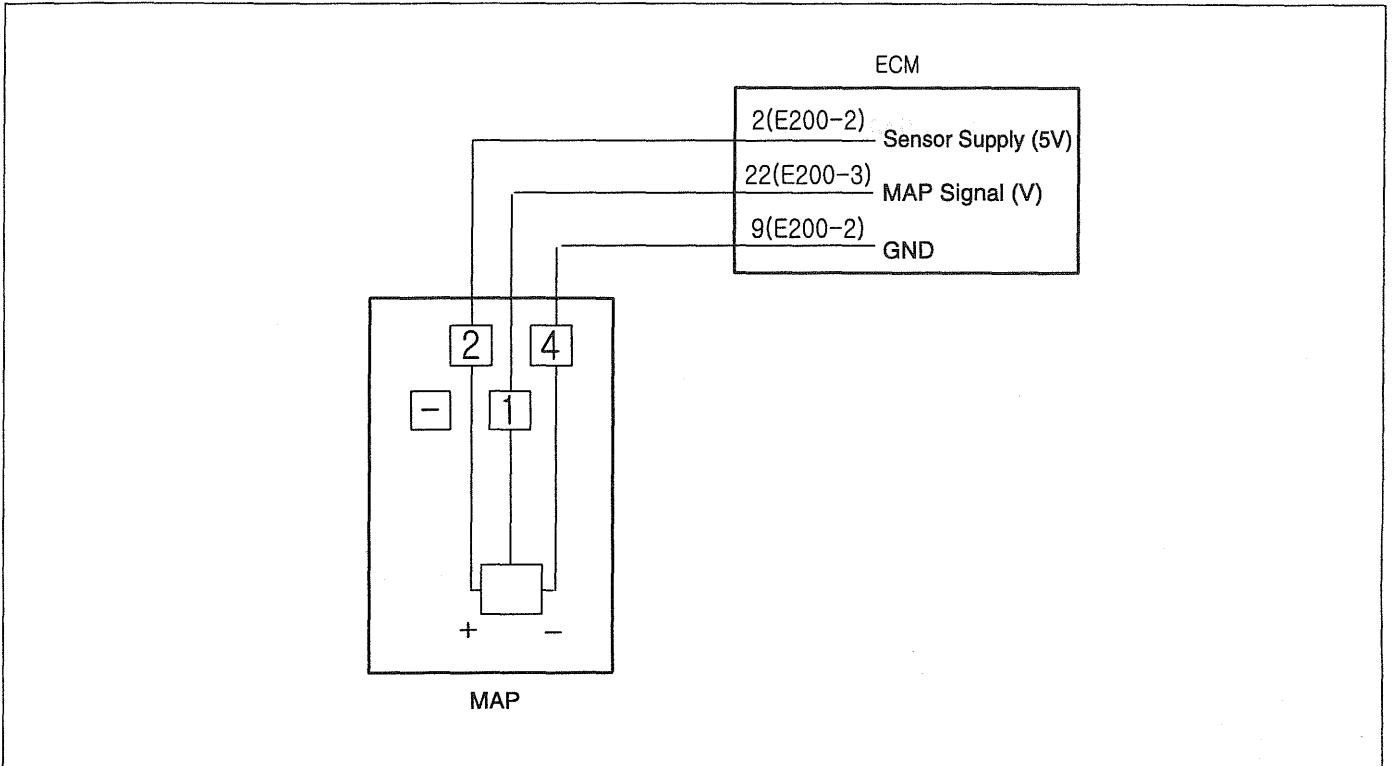 ECM
2(E200-2)
Sensor Supply (5V)
22(E200-3)
MAP Signal (V)
9(E200-2)
GND
2 4
- 1
+ -
MAP